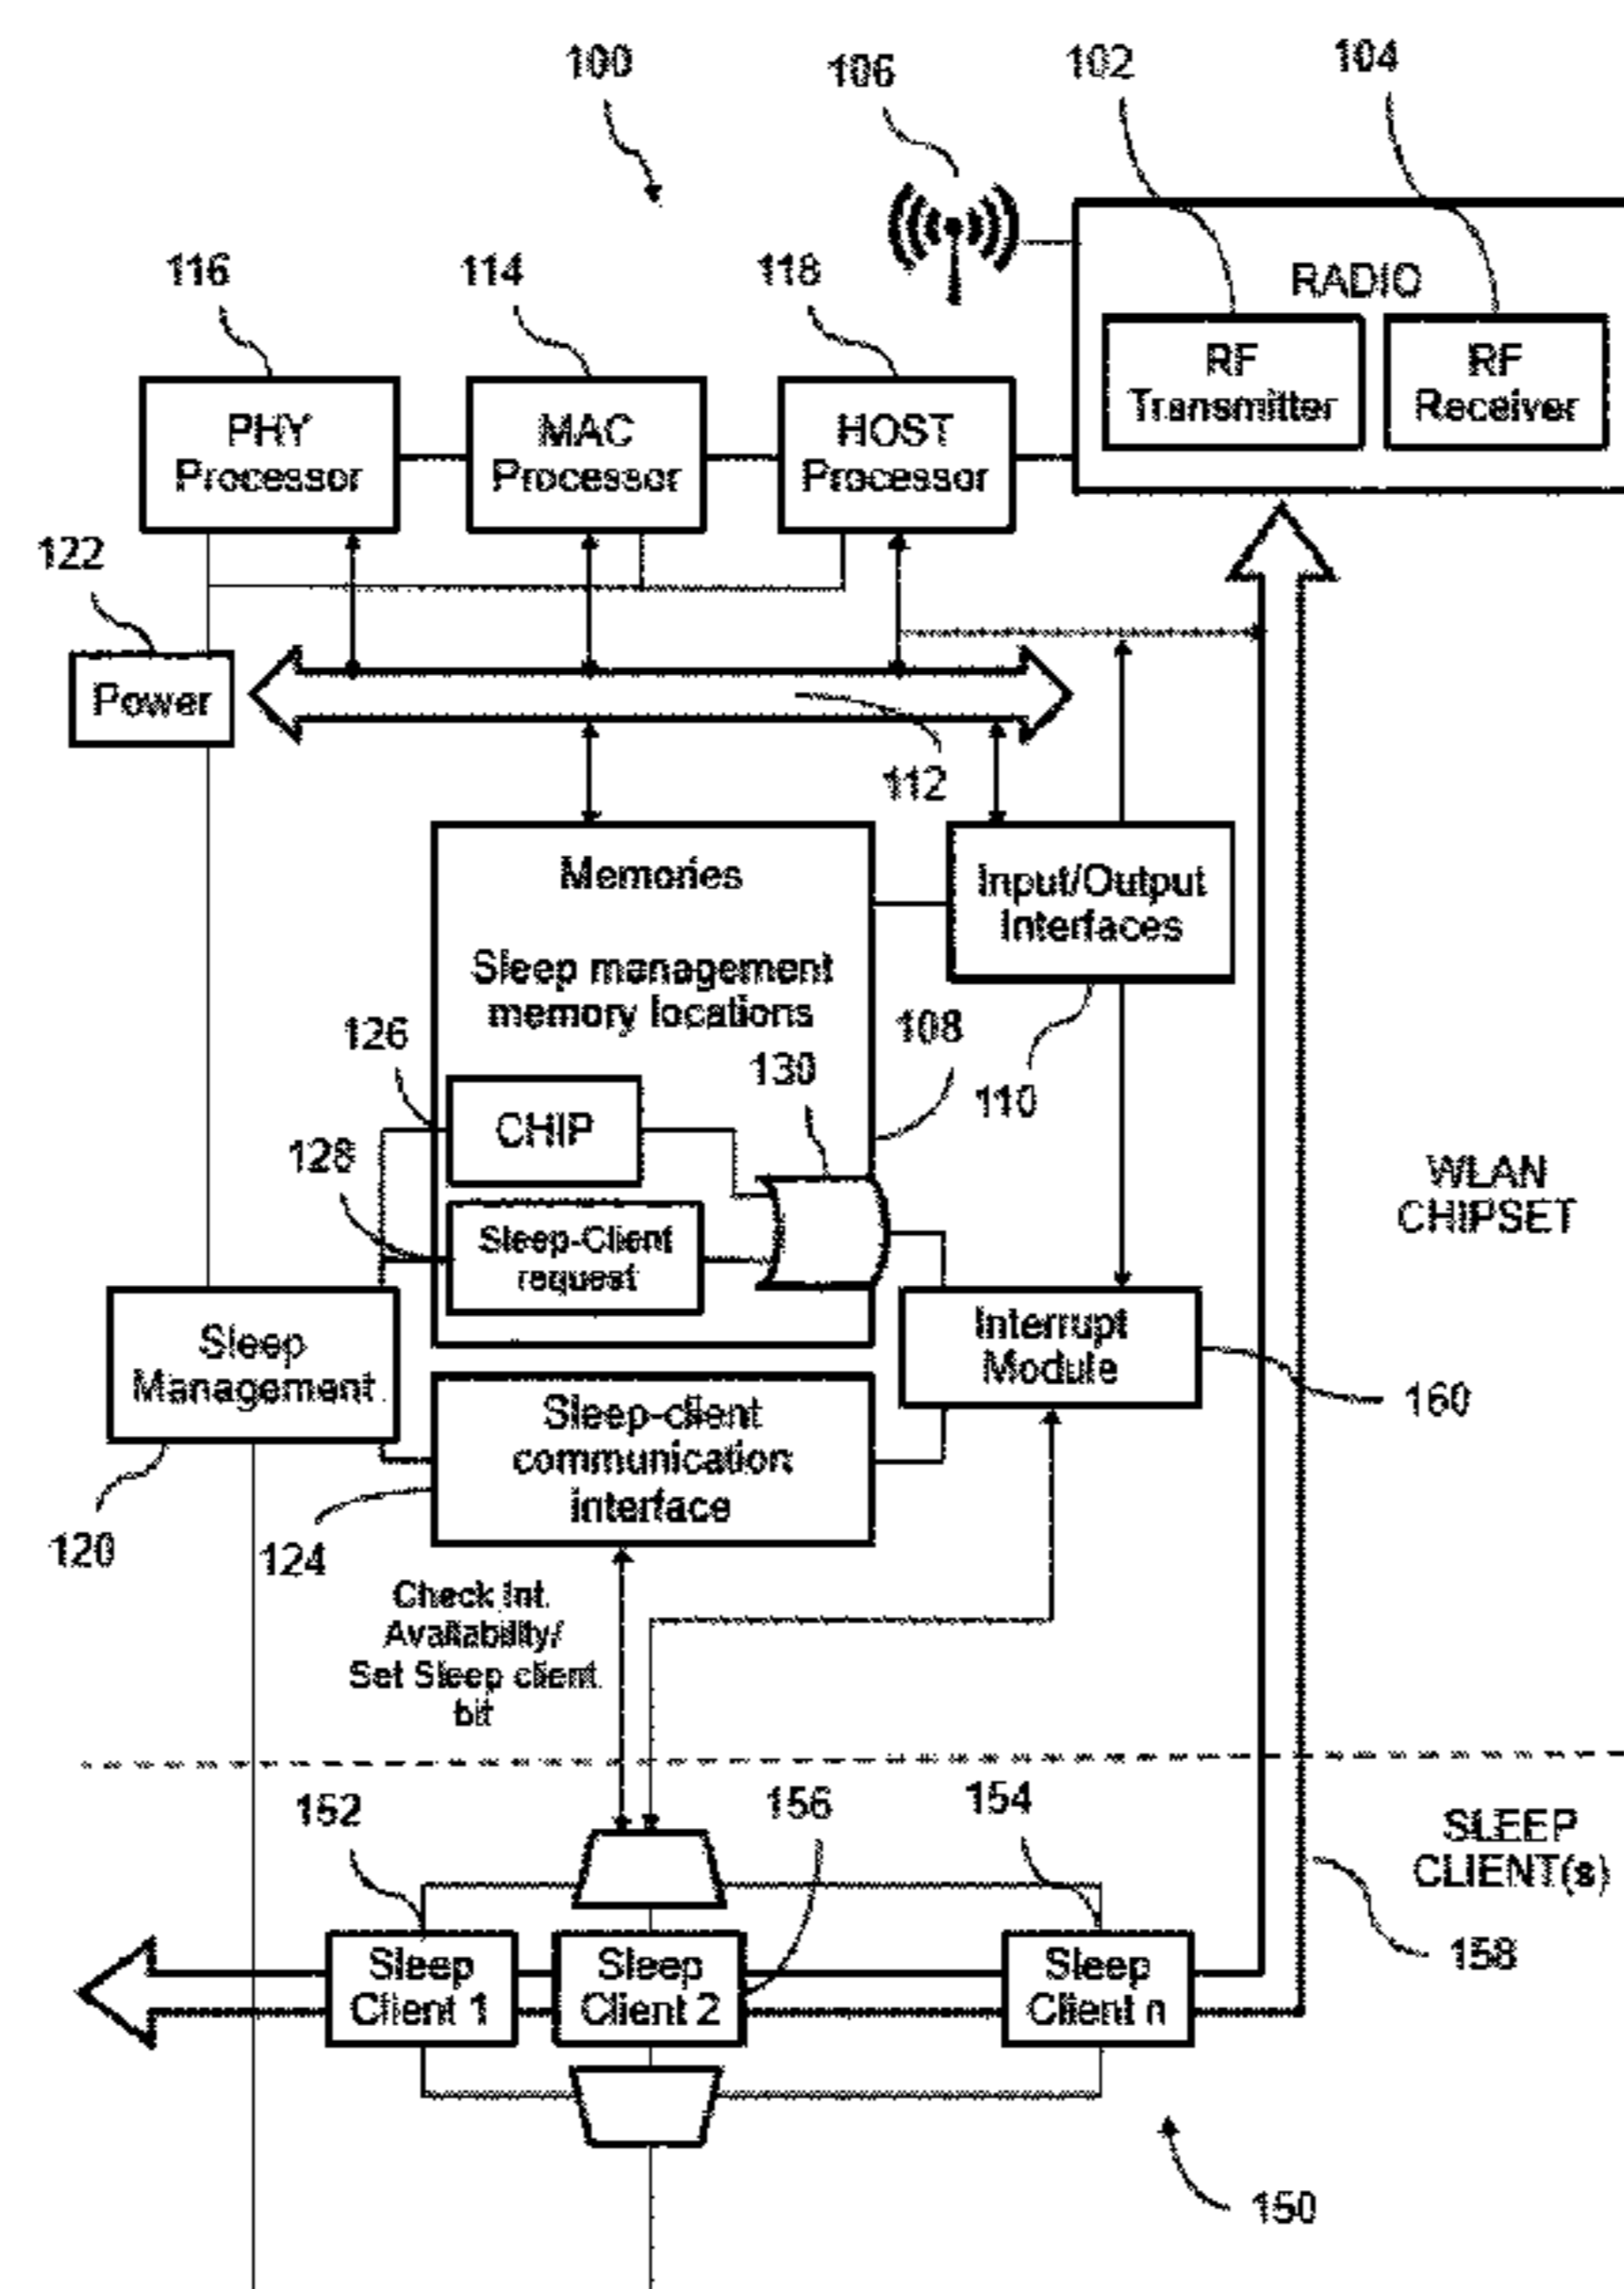 100
106
102
104
116
114
118
RADIO
RF
Transmitter
RF
Receiver
PHY
Processor
MAC
Processor
HOST
Processor
122
Power
112
Memories
Input/Output
Interfaces
Sleep management
memory locations
126
108
130
110
CHIP
128
Sleep-Client
request
WLAN
CHIPSET
Sleep
Management
Interrupt
Module
160
Sleep-client
communication
interface
120
124
Check Int.
Availability/
Set Sleep client
bit
152
156
154
SLEEP
CLIENT(s)
Sleep
Client 1
Sleep
Client 2
Sleep
Client n
158
150